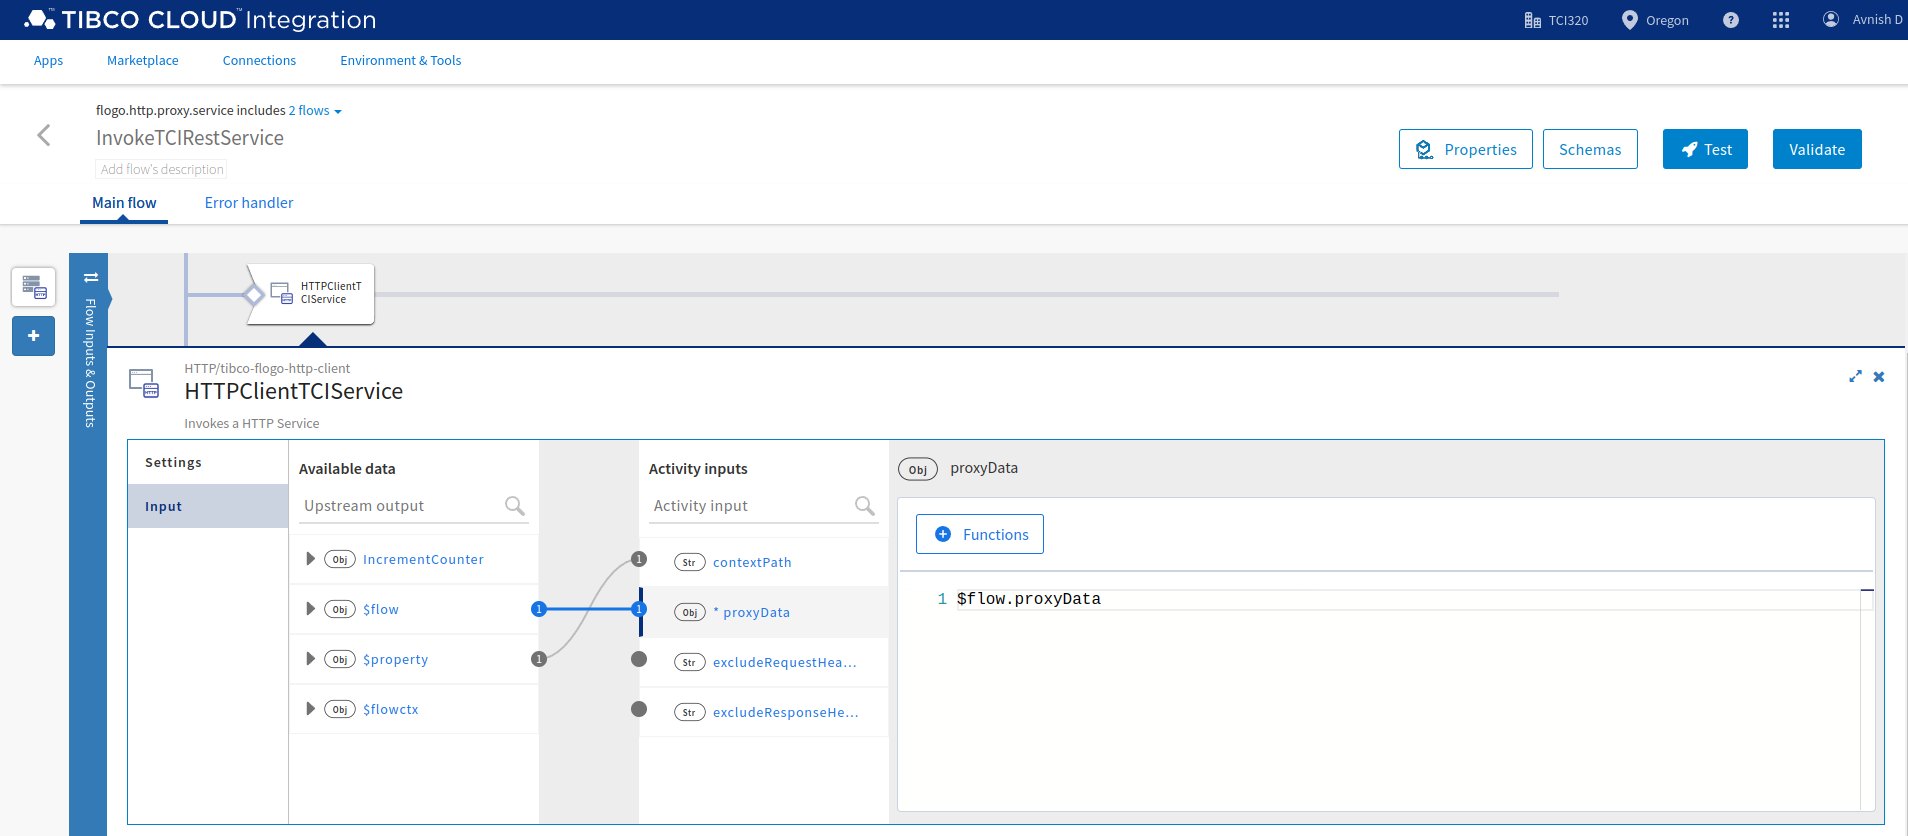 TIBCO CLOUD™ Integration
TCI320
Oregon
?
Avnish D
Apps
Marketplace
Connections
Environment & Tools
flogo.http.proxy.service includes 2 flows
InvokeTCIRestService
Add flow's description
Properties
Schemas
Test
Validate
Main flow
Error handler
Flow Inputs & Outputs
HTTPClientT
CIService
HTTP/tibco-flogo-http-client
HTTPClientTCIService
Invokes a HTTP Service
Settings
Input
Available data
Upstream output
Obj IncrementCounter
Obj $flow
1
Obj $property
1
Obj $flowctx
Activity inputs
Activity input
1
Str contextPath
1
Obj * proxyData
Str excludeRequestHea...
Str excludeResponseHe...
Obj proxyData
Functions
1 $flow.proxyData